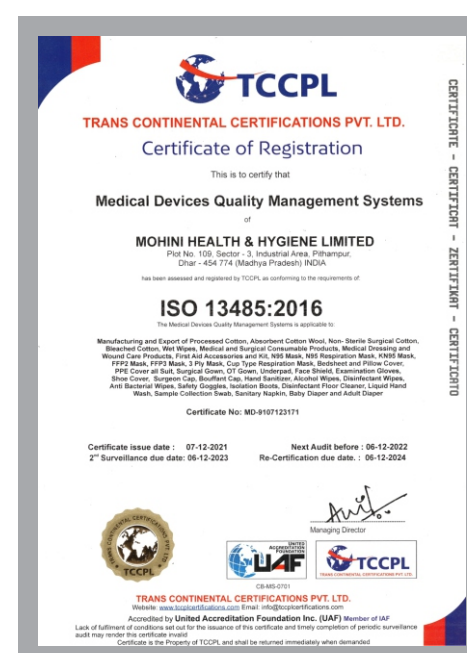 TCCPL
TRANS CONTINENTAL CERTIFICATIONS PVT. LTD.
Certificate of Registration
This is to certify that
Medical Devices Quality Management Systems
of
MOHINI HEALTH & HYGIENE LIMITED
Plot No. 109, Sector - 3, Industrial Area, Pithampur,
Dhar - 454 774 (Madhya Pradesh) INDIA
has been assessed and registered by TCCPL as conforming to the requirements of:
ISO 13485:2016
The Medical Devices Quality Management Systems is applicable to:
Manufacturing and Export of Processed Cotton, Absorbent Cotton Wool, Non- Sterile Surgical Cotton,
Bleached Cotton, Wet Wipes, Medical and Surgical Consumable Products, Medical Dressing and
Wound Care Products, First Aid Accessories and Kit, N95 Mask, N95 Respiration Mask, KN95 Mask,
FFP2 Mask, FFP3 Mask, 3 Ply Mask, Cup Type Respiration Mask, Bedsheet and Pillow Cover,
PPE Cover all Suit, Surgical Gown, OT Gown, Underpad, Face Shield, Examination Gloves,
Shoe Cover, Surgeon Cap, Bouffant Cap, Hand Sanitizer, Alcohol Wipes, Disinfectant Wipes,
Anti Bacterial Wipes, Safety Goggles, Isolation Boots, Disinfectant Floor Cleaner, Liquid Hand
Wash, Sample Collection Swab, Sanitary Napkin, Baby Diaper and Adult Diaper
Certificate No: MD-9107123171
Certificate issue date : 07-12-2021 Next Audit before : 06-12-2022
2nd Surveillance due date: 06-12-2023 Re-Certification due date. : 06-12-2024
Managing Director
TRANS CONTINENTAL CERTIFICATIONS PVT LTD
TCCPL
UNITED
ACCREDITATION
FOUNDATION
UAF
CB-MS-0701
TCCPL
TRANS CONTINENTAL CERTIFICATIONS PVT. LTD.
TRANS CONTINENTAL CERTIFICATIONS PVT. LTD.
Website: www.tccplcertifications.com Email: info@tccplcertifications.com
Accredited by United Accreditation Foundation Inc. (UAF) Member of IAF
Lack of fulfilment of conditions set out for the issuance of this certificate and timely completion of periodic surveillance
audit may render this certificate invalid
Certificate is the Property of TCCPL and shall be returned immediately when demanded
CERTIFICATE - CERTIFICAT - ZERTIFIKAT - CERTIFICATO